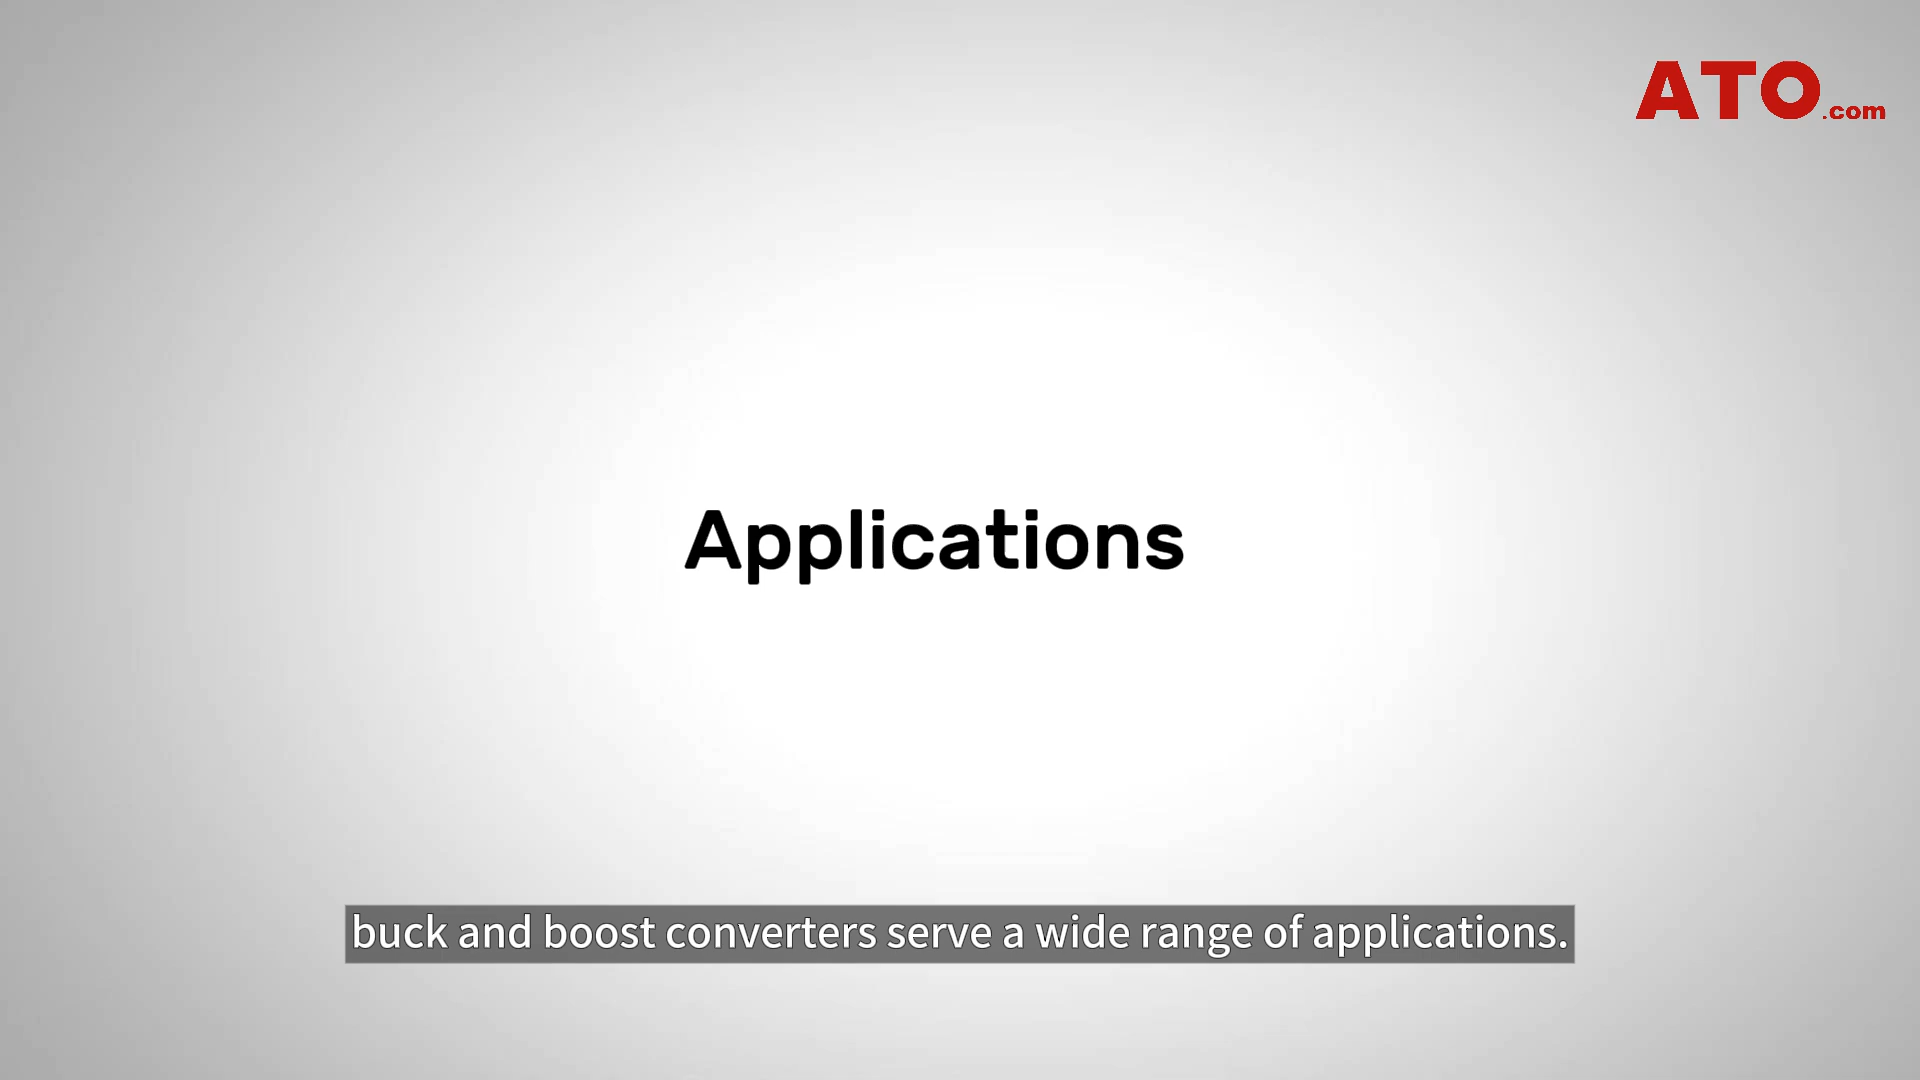 ATO.com
Applications
buck and boost converters serve a wide range of applications.